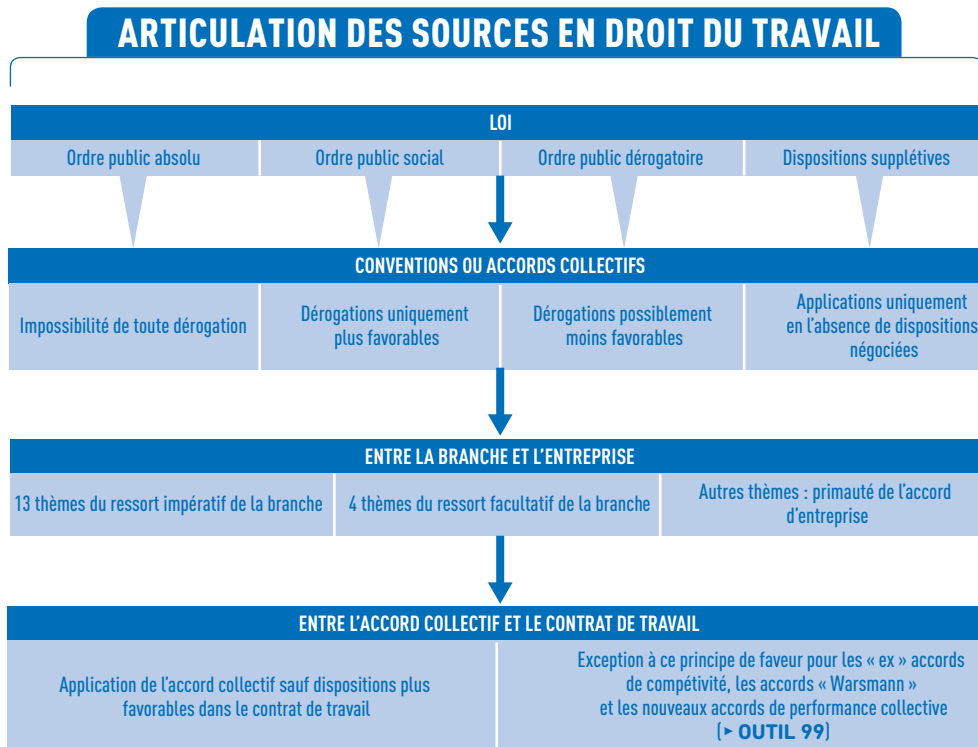 ARTICULATION DES SOURCES EN DROIT DU TRAVAIL
LOI
Ordre public absolu
Ordre public social
Ordre public dérogatoire
Dispositions supplétives
CONVENTIONS OU ACCORDS COLLECTIFS
Impossibilité de toute dérogation
Dérogations uniquement
plus favorables
Dérogations possiblement
moins favorables
Applications uniquement
en l'absence de dispositions
négociées
ENTRE LA BRANCHE ET L'ENTREPRISE
13 thèmes du ressort impératif de la branche
4 thèmes du ressort facultatif de la branche
Autres thèmes : primauté de l'accord
d'entreprise
ENTRE L'ACCORD COLLECTIF ET LE CONTRAT DE TRAVAIL
Application de l'accord collectif sauf dispositions plus
favorables dans le contrat de travail
Exception à ce principe de faveur pour les « ex » accords
de compétivité, les accords « Warsmann »
et les nouveaux accords de performance collective
(► OUTIL 99)